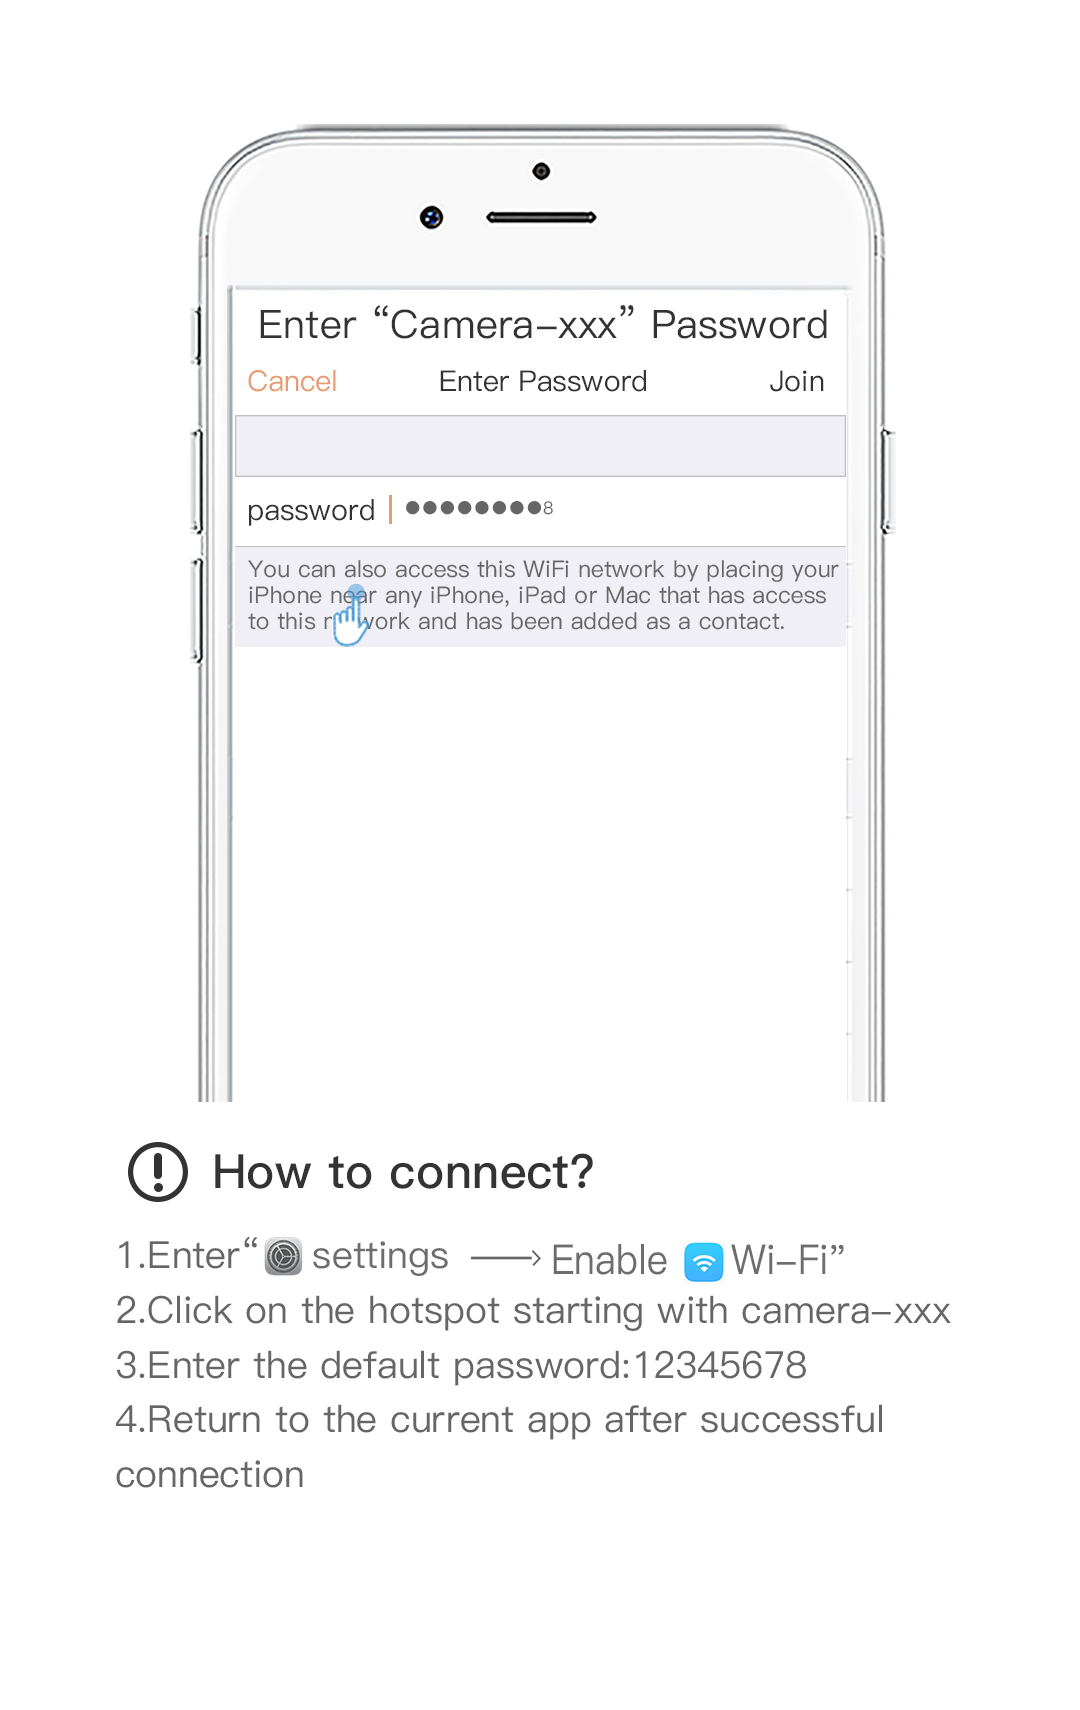 Enter “Camera-xxx” Password
Cancel Enter Password Join
password ●●●●●●●●8
You can also access this WiFi network by placing your
iPhone near any iPhone, iPad or Mac that has access
to this network and has been added as a contact.
How to connect?
1.Enter“ settings → Enable Wi-Fi”
2.Click on the hotspot starting with camera-xxx
3.Enter the default password:12345678
4.Return to the current app after successful
connection